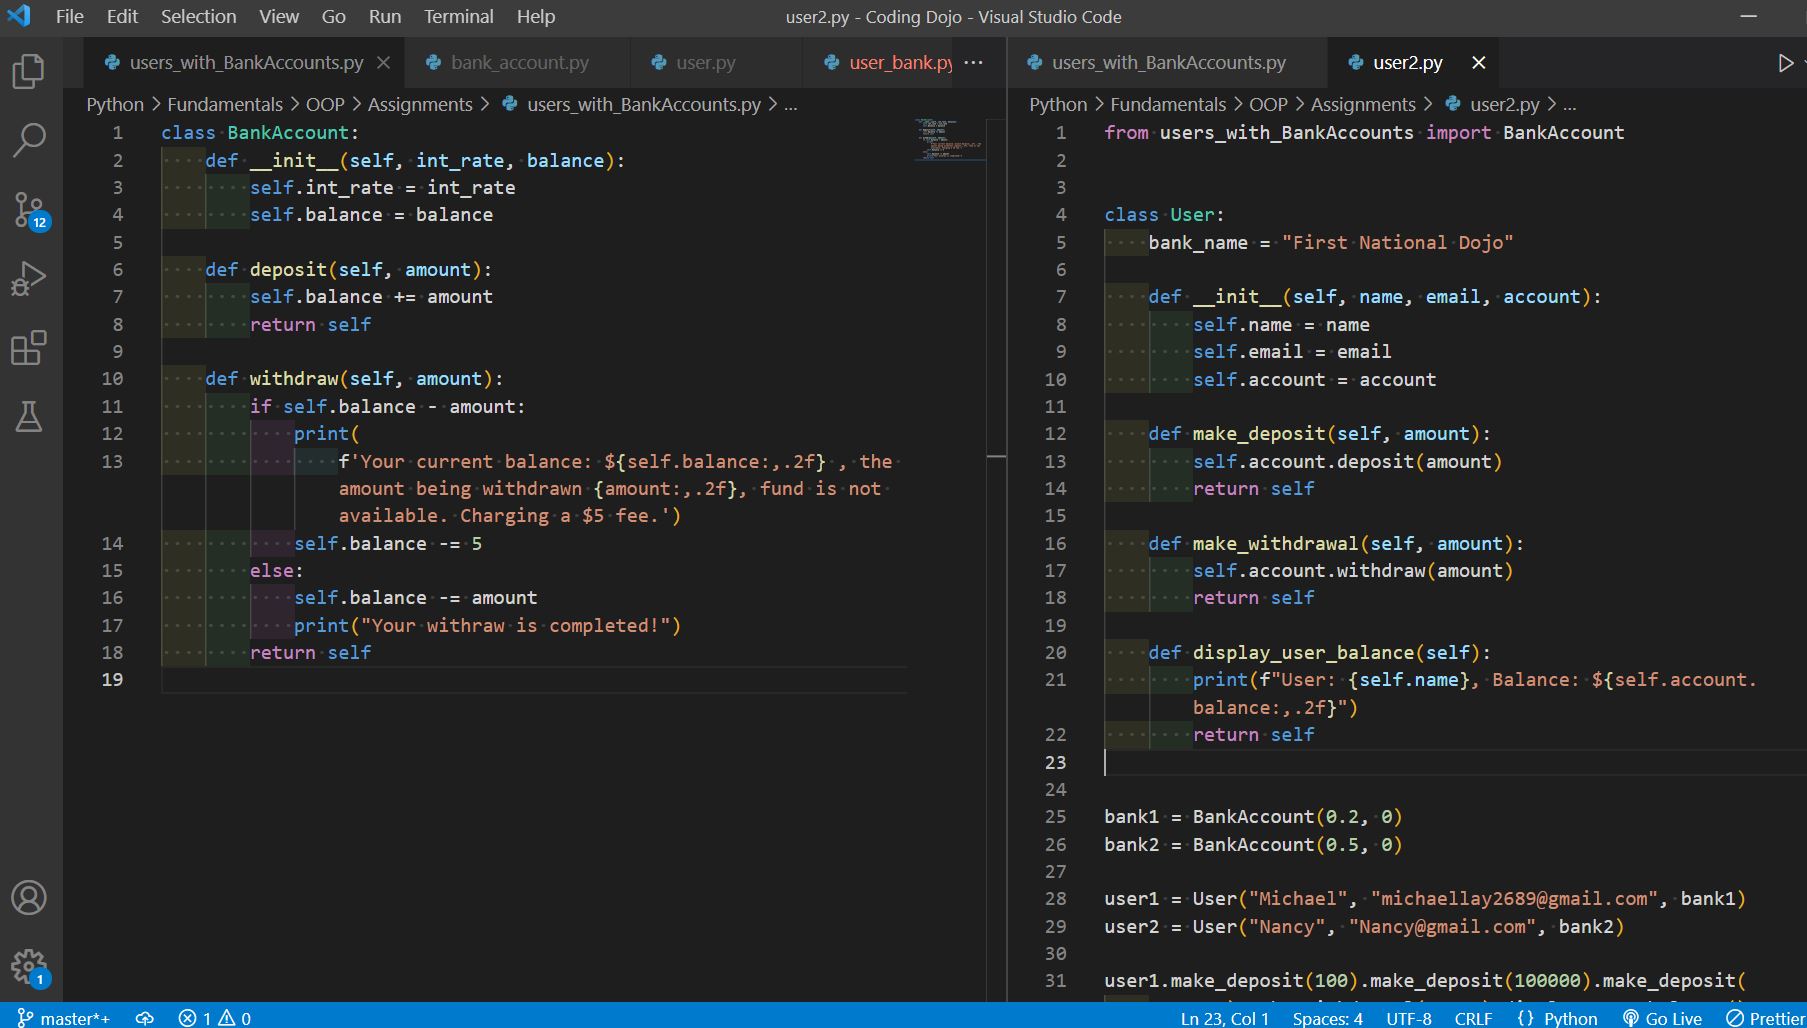 File Edit Selection View Go Run Terminal Help
user2.py - Coding Dojo - Visual Studio Code
users_with_BankAccounts.py bank_account.py user.py user_bank.py ...
Python > Fundamentals > OOP > Assignments > users_with_BankAccounts.py > ...
1 class BankAccount:
2     def __init__(self, int_rate, balance):
3         self.int_rate = int_rate
4         self.balance = balance
5
6     def deposit(self, amount):
7         self.balance += amount
8         return self
9
10     def withdraw(self, amount):
11         if self.balance - amount:
12             print(
13                 f'Your current balance: ${self.balance:,.2f} , the
amount being withdrawn {amount:,.2f}, fund is not
available. Charging a $5 fee.')
14             self.balance -= 5
15         else:
16             self.balance -= amount
17             print("Your withraw is completed!")
18         return self
19
users_with_BankAccounts.py user2.py
Python > Fundamentals > OOP > Assignments > user2.py > ...
1 from users_with_BankAccounts import BankAccount
2
3
4 class User:
5     bank_name = "First National Dojo"
6
7     def __init__(self, name, email, account):
8         self.name = name
9         self.email = email
10         self.account = account
11
12     def make_deposit(self, amount):
13         self.account.deposit(amount)
14         return self
15
16     def make_withdrawal(self, amount):
17         self.account.withdraw(amount)
18         return self
19
20     def display_user_balance(self):
21         print(f"User: {self.name}, Balance: ${self.account.
balance:,.2f}")
22         return self
23
24
25 bank1 = BankAccount(0.2, 0)
26 bank2 = BankAccount(0.5, 0)
27
28 user1 = User("Michael", "michaellay2689@gmail.com", bank1)
29 user2 = User("Nancy", "Nancy@gmail.com", bank2)
30
31 user1.make_deposit(100).make_deposit(100000).make_deposit(
12
1
master*+ 1 0 Ln 23, Col 1 Spaces: 4 UTF-8 CRLF {} Python Go Live Prettier